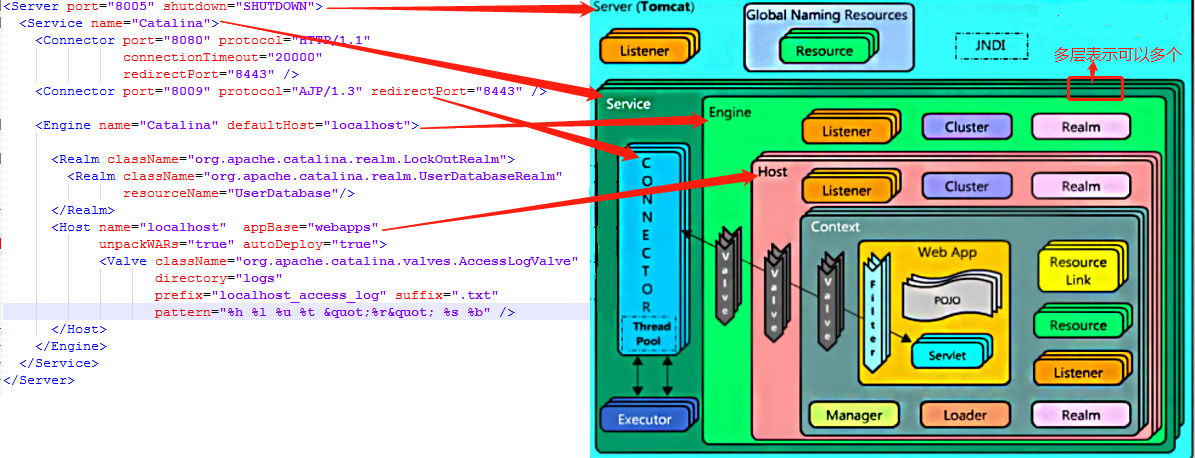 <Server port="8005" shutdown="SHUTDOWN">
<Service name="Catalina">
<Connector port="8080" protocol="HTTP/1.1"
connectionTimeout="20000"
redirectPort="8443" />
<Connector port="8009" protocol="AJP/1.3" redirectPort="8443" />
<Engine name="Catalina" defaultHost="localhost">
<Realm className="org.apache.catalina.realm.LockOutRealm">
<Realm className="org.apache.catalina.realm.UserDatabaseRealm"
resourceName="UserDatabase"/>
</Realm>
<Host name="localhost" appBase="webapps"
unpackWARs="true" autoDeploy="true">
<Valve className="org.apache.catalina.valves.AccessLogValve"
directory="logs"
prefix="localhost_access_log" suffix=".txt"
pattern="%h %l %u %t &quot;%r&quot; %s %b" />
</Host>
</Engine>
</Service>
</Server>
Server (Tomcat)
Listener
Global Naming Resources
Resource
JNDI
多层表示可以多个
Service
CONNECTOR
Thread
Pool
Executor
Engine
Listener
Cluster
Realm
Valve
Host
Listener
Cluster
Realm
Valve
Context
Valve
Filter
Web App
POJO
Servlet
Resource
Link
Resource
Listener
Manager
Loader
Realm